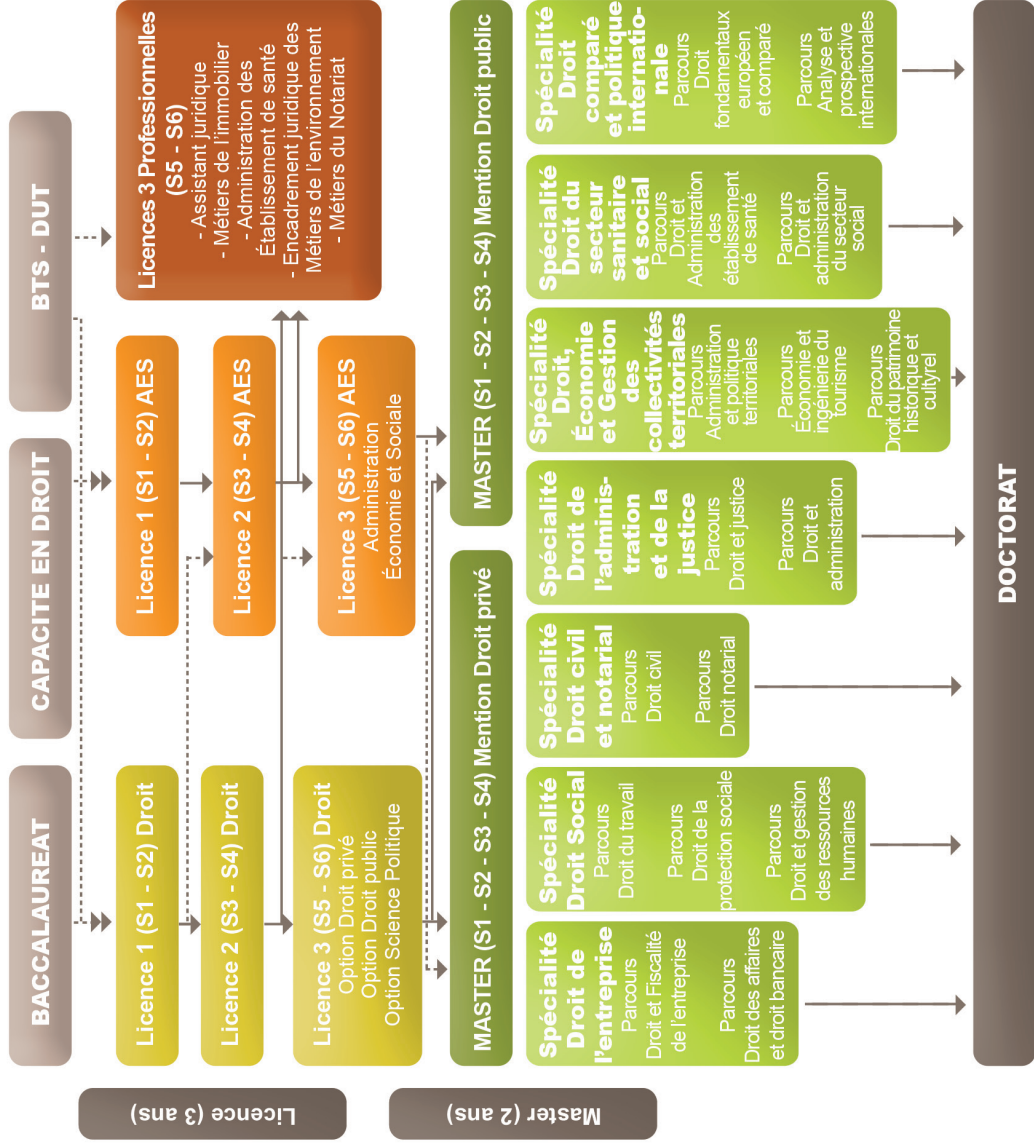 BACCALAUREAT
CAPACITE EN DROIT
BTS - DUT
Licence (3 ans)
Licence 1 (S1 - S2) Droit
Licence 2 (S3 - S4) Droit
Licence 3 (S5 - S6) Droit
Option Droit privé
Option Droit public
Option Science Politique
Licence 1 (S1 - S2) AES
Licence 2 (S3 - S4) AES
Licence 3 (S5 - S6) AES
Administration
Économie et Sociale
Licences 3 Professionnelles
(S5 - S6)
- Assistant juridique
- Métiers de l'immobilier
- Administration des
Établissement de santé
- Encadrement juridique des
Métiers de l'environnement
- Métiers du Notariat
Master (2 ans)
MASTER (S1 - S2 - S3 - S4) Mention Droit privé
MASTER (S1 - S2 - S3 - S4) Mention Droit public
Spécialité
Droit de
l'entreprise
Parcours
Droit et Fiscalité
de l'entreprise
Parcours
Droit des affaires
et droit bancaire
Spécialité
Droit Social
Parcours
Droit du travail
Parcours
Droit de la
protection sociale
Parcours
Droit et gestion
des ressources
humaines
Spécialité
Droit civil
et notarial
Parcours
Droit civil
Parcours
Droit notarial
Spécialité
Droit de
l'adminis-
tration
et de la
justice
Parcours
Droit et justice
Parcours
Droit et
administration
Spécialité
Droit,
Économie
et Gestion
des
collectivités
territoriales
Parcours
Administration
et politique
territoriales
Parcours
Économie et
ingénierie du
tourisme
Parcours
Droit du patrimoine
historique et
culturel
Spécialité
Droit du
secteur
sanitaire
et social
Parcours
Droit et
Administration
des
établissement
de santé
Parcours
Droit et
administration
du secteur
social
Spécialité
Droit
comparé
et politique
internatio-
nale
Parcours
Droit
fondamentaux
européen
et comparé
Parcours
Analyse et
prospective
internationales
DOCTORAT